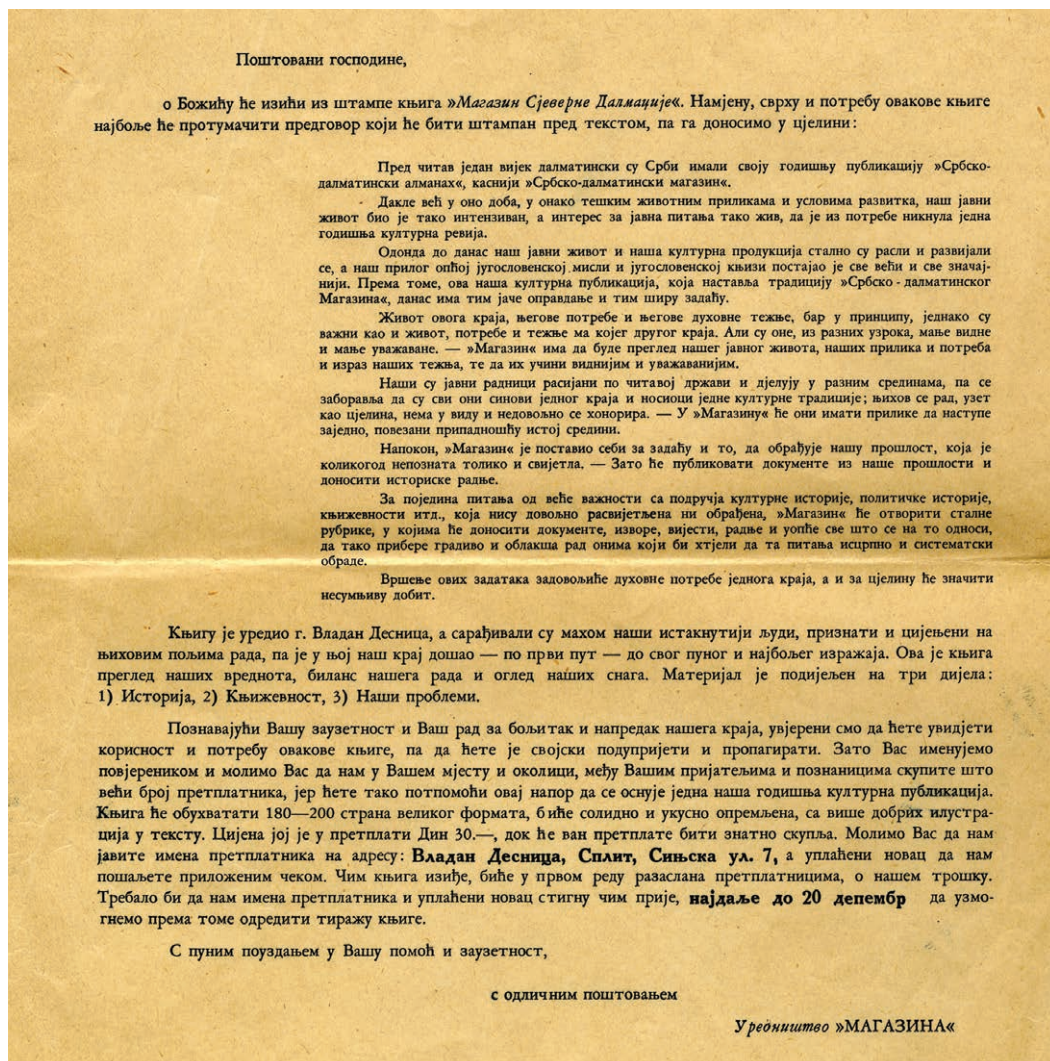 Поштовани господине,
о Божићу ће изићи из штампе књига »Магазин Сјеверне Далмације«. Намјену, сврху и потребу овакове књиге
најбоље ће протумачити предговор који ће бити штампан пред текстом, па га доносимо у цјелини:
Пред читав један вијек далматински су Срби имали своју годишњу публикацију »Србско-
далматински алманах«, каснији »Србско-далматински магазин«.
Дакле већ у оно доба, у онако тешким животним приликама и условима развитка, наш јавни
живот био је тако интензиван, а интерес за јавна питања тако жив, да је из потребе никнула једна
годишња културна ревија.
Одонда до данас наш јавни живот и наша културна продукција стално су расли и развијали
се, а наш прилог опћој југословенској мисли и југословенској књизи постајао је све већи и све значај-
нији. Према томе, ова наша културна публикација, која наставља традицију »Србско - далматинског
Магазина«, данас има тим јаче оправдање и тим ширу задаћу.
Живот овога краја, његове потребе и његове духовне тежње, бар у принципу, једнако су
важни као и живот, потребе и тежње ма којег другог краја. Али су оне, из разних узрока, мање видне
и мање уважаване. — »Магазин« има да буде преглед нашег јавног живота, наших прилика и потреба
и израз наших тежња, те да их учини виднијим и уважаванијим.
Наши су јавни радници расијани по читавој држави и дјелују у разним срединама, па се
заборавља да су сви они синови једног краја и носиоци једне културне традиције; њихов се рад, узет
као цјелина, нема у виду и недовољно се хонорира. — У »Магазину« ће они имати прилике да наступе
заједно, повезани припадношћу истој средини.
Напокон, »Магазин« је поставио себи за задаћу и то, да обрађује нашу прошлост, која је
коликогод непозната толико и свијетла. — Зато ће публиковати документе из наше прошлости и
доносити историске радње.
За поједина питања од веће важности са подручја културне историје, политичке историје,
књижевности итд., која нису довољно расвијетљена ни обрађена, »Магазин« ће отворити сталне
рубрике, у којима ће доносити документе, изворе, вијести, радње и уопће све што се на то односи,
да тако прибере градиво и облакша рад онима који би хтјели да та питања исцрпно и систематски
обраде.
Вршење ових задатака задовољиће духовне потребе једнога краја, а и за цјелину ће значити
несумњиву добит.
Књигу је уредио г. Владан Десница, а сарађивали су махом наши истакнутији људи, признати и цијењени на
њиховим пољима рада, па је у њој наш крај дошао — по први пут — до свог пуног и најбољег изражаја. Ова је књига
преглед наших вреднота, биланс нашега рада и оглед наших снага. Материјал је подијељен на три дијела:
1) Историја, 2) Књижевност, 3) Наши проблеми.
Познавајући Вашу заузетност и Ваш рад за бољитак и напредак нашега краја, увјерени смо да ћете увидјети
корисност и потребу овакове књиге, па да ћете је својски подупријети и пропагирати. Зато Вас именујемо
повјереником и молимо Вас да нам у Вашем мјесту и околици, међу Вашим пријатељима и познаницима скупите што
већи број претплатника, јер ћете тако потпомоћи овај напор да се оснује једна наша годишња културна публикација.
Књига ће обухватати 180—200 страна великог формата, биће солидно и укусно опремљена, са више добрих илустра-
ција у тексту. Цијена јој је у претплати Дин 30.—, док ће ван претплате бити знатно скупља. Молимо Вас да нам
јавите имена претплатника на адресу: Владан Десница, Сплит, Сињска ул. 7, а уплаћени новац да нам
пошаљете приложеним чеком. Чим књига изиђе, биће у првом реду разаслана претплатницима, о нашем трошку.
Требало би да нам имена претплатника и уплаћени новац стигну чим прије, најдаље до 20 депембр да узмо-
гнемо према томе одредити тиражу књиге.
С пуним поуздањем у Вашу помоћ и заузетност,
с одличним поштовањем
Уредништво »МАГАЗИНА«